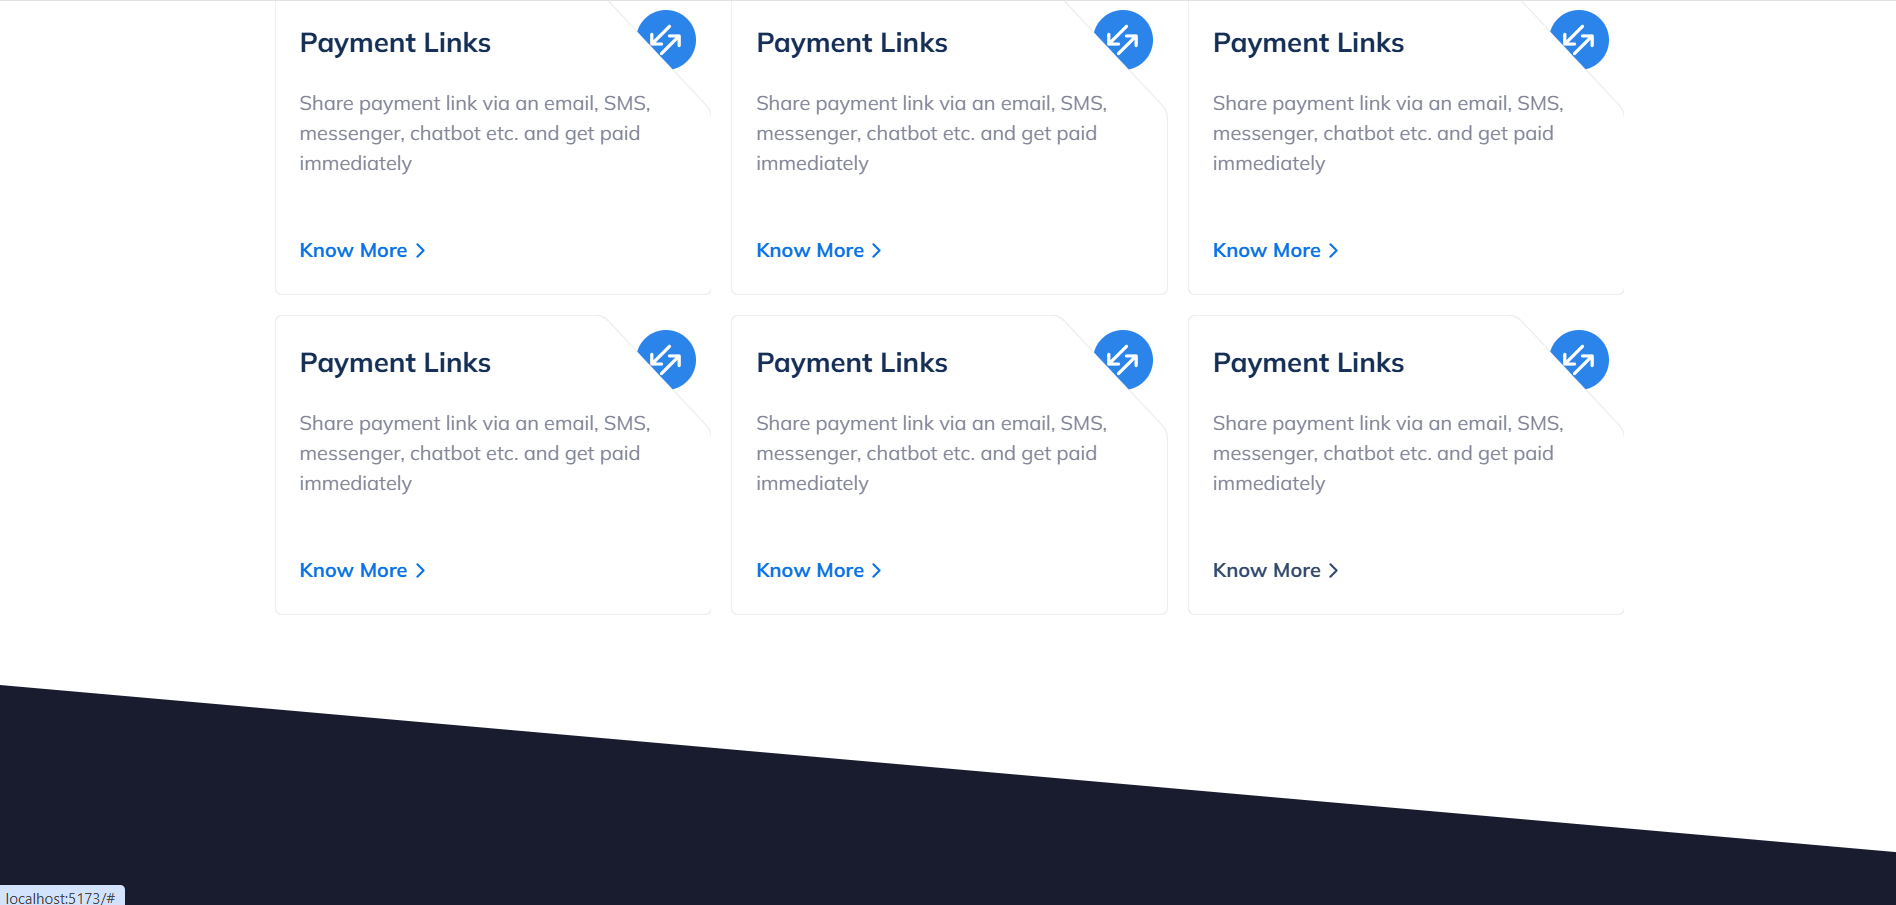 Payment Links
Share payment link via an email, SMS,
messenger, chatbot etc. and get paid
immediately
Know More
Payment Links
Share payment link via an email, SMS,
messenger, chatbot etc. and get paid
immediately
Know More
Payment Links
Share payment link via an email, SMS,
messenger, chatbot etc. and get paid
immediately
Know More
Payment Links
Share payment link via an email, SMS,
messenger, chatbot etc. and get paid
immediately
Know More
Payment Links
Share payment link via an email, SMS,
messenger, chatbot etc. and get paid
immediately
Know More
Payment Links
Share payment link via an email, SMS,
messenger, chatbot etc. and get paid
immediately
Know More
localhost:5173/#